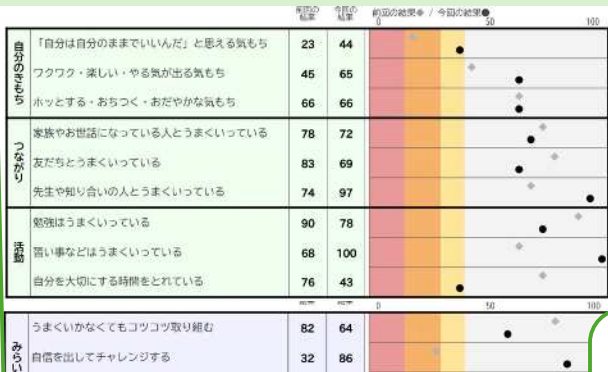 前回の結果 今回の結果 前回の結果◆ / 今回の結果●
0 50 100
自分のきもち
「自分は自分のままでいいんだ」と思える気もち 23 44
ワクワク・楽しい・やる気が出る気もち 45 65
ホッとする・おちつく・おだやかな気もち 66 66
つながり
家族やお世話になっている人とうまくいっている 78 72
友だちとうまくいっている 83 69
先生や知り合いの人とうまくいっている 74 97
活動
勉強はうまくいっている 90 78
習い事などはうまくいっている 68 100
自分を大切にする時間をとれている 76 43
0 50 100
みらい
うまくいかなくてもコツコツ取り組む 82 64
自信を出してチャレンジする 32 86